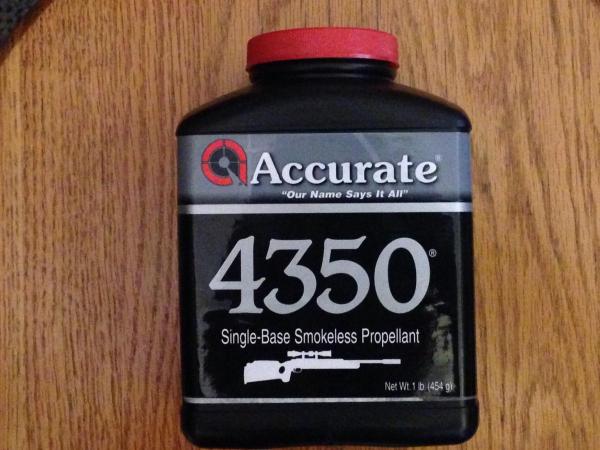 Accurate®
"Our Name Says It All"
4350®
Single-Base Smokeless Propellant
Net Wt. 1 lb. (454 g)